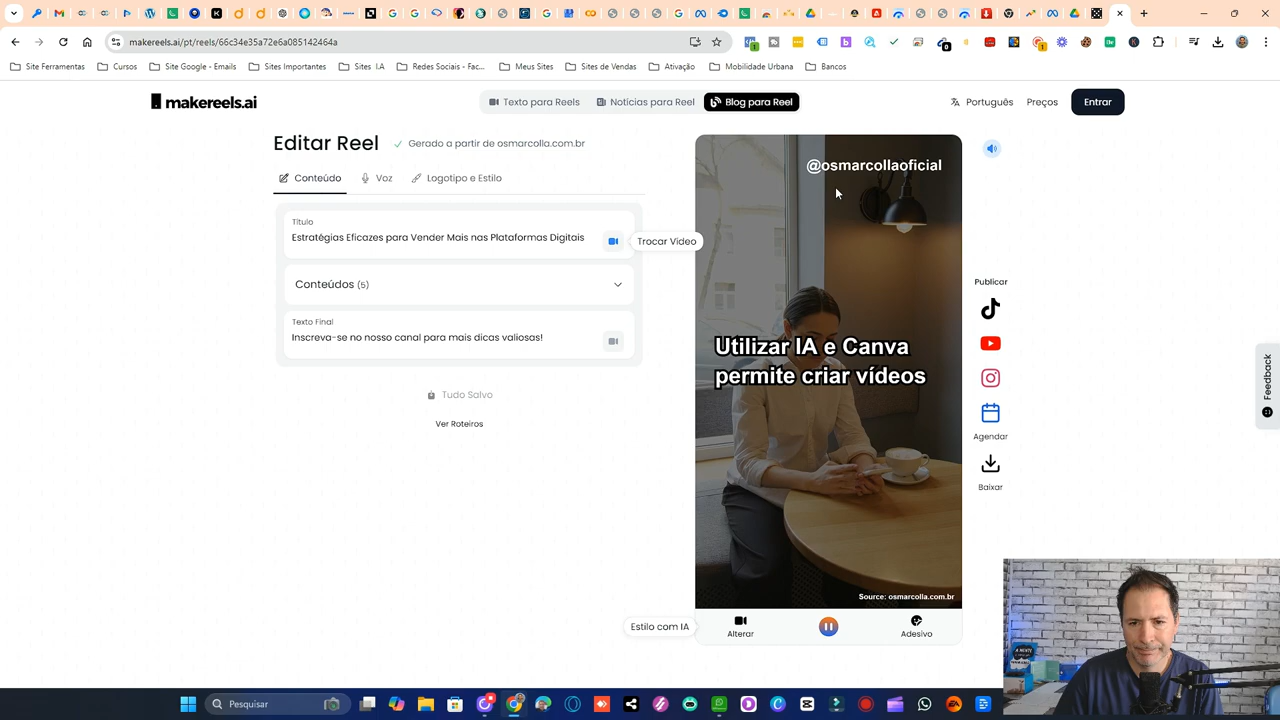 makereels.ai/pt/reels/66c34e35a72e6a085142464a
Site Ferramentas
Cursos
Site Google - Emails
Sites Importantes
Sites I.A
Redes Sociais - Fac...
Meus Sites
Sites de Vendas
Ativação
Mobilidade Urbana
Bancos
makereels.ai
Texto para Reels
Notícias para Reel
Blog para Reel
Português
Preços
Entrar
Editar Reel
Gerado a partir de osmarcolla.com.br
Conteúdo
Voz
Logotipo e Estilo
Título
Estratégias Eficazes para Vender Mais nas Plataformas Digitais
Trocar Vídeo
Conteúdos (5)
Texto Final
Inscreva-se no nosso canal para mais dicas valiosas!
Tudo Salvo
Ver Roteiros
@osmarcollaoficial
Utilizar IA e Canva
permite criar vídeos
Source: osmarcolla.com.br
Estilo com IA
Alterar
Adesivo
Publicar
Agendar
Baixar
Feedback
Pesquisar